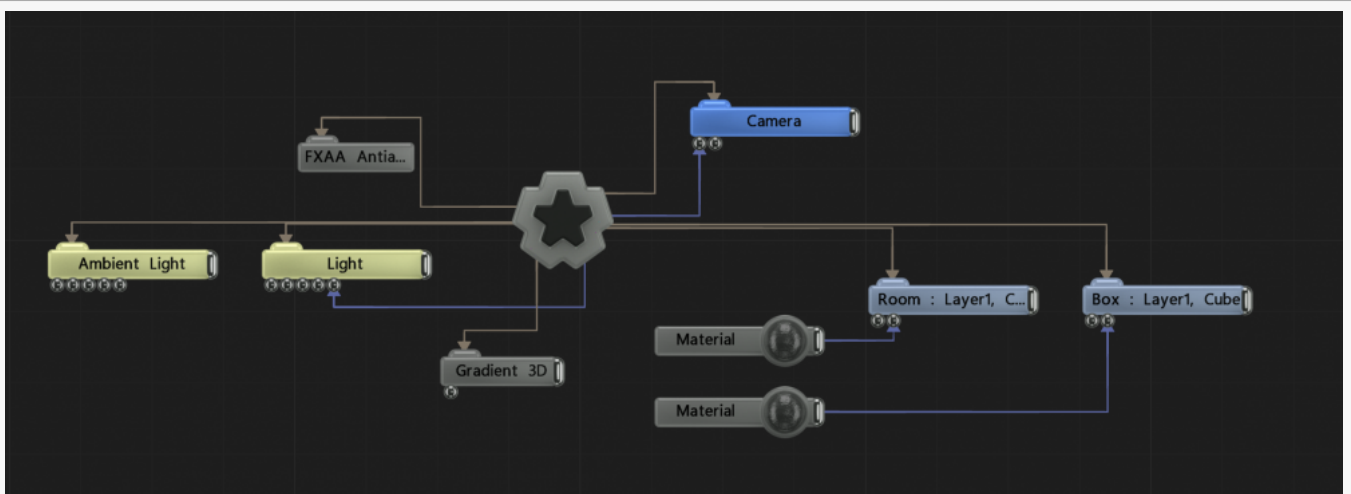 Camera
FXAA Antia...
Ambient Light
Light
Room : Layer1, C...
Box : Layer1, Cube
Material
Gradient 3D
Material